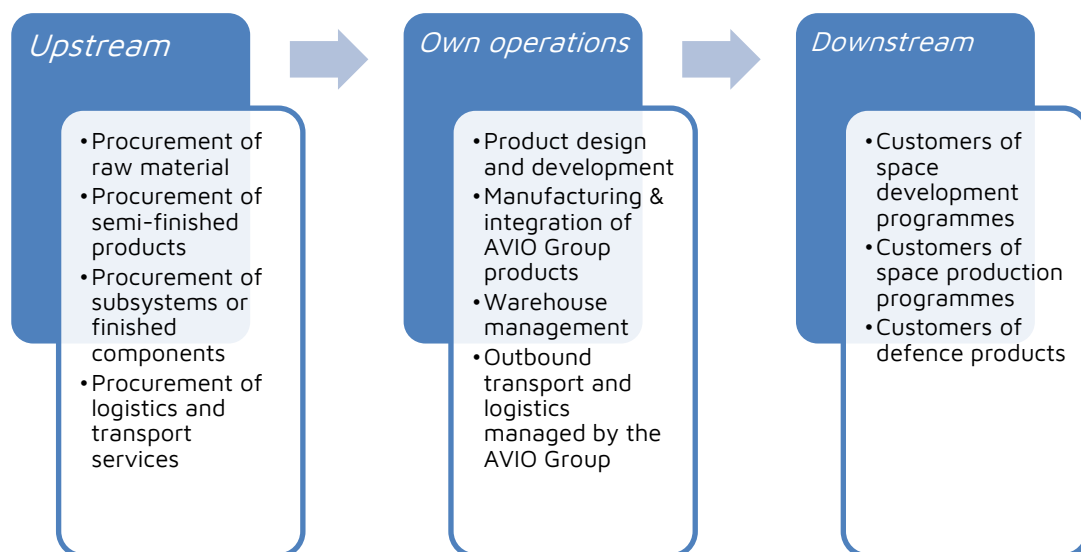 Upstream
•Procurement of
raw material
•Procurement of
semi-finished
products
•Procurement of
subsystems or
finished
components
•Procurement of
logistics and
transport
services
Own operations
•Product design
and development
•Manufacturing &
integration of
AVIO Group
products
•Warehouse
management
•Outbound
transport and
logistics
managed by the
AVIO Group
Downstream
•Customers of
space
development
programmes
•Customers of
space production
programmes
•Customers of
defence products